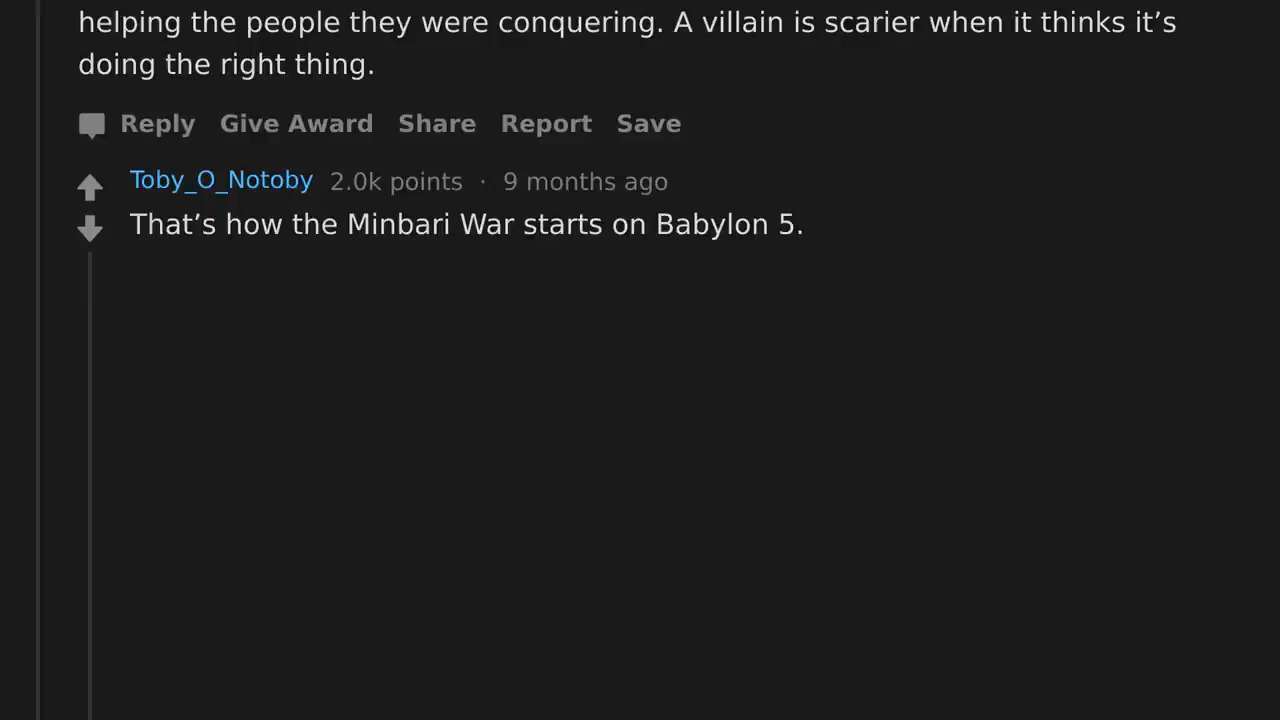 helping the people they were conquering. A villain is scarier when it thinks it’s
doing the right thing.
Reply Give Award Share Report Save
Toby_O_Notoby 2.0k points · 9 months ago
That’s how the Minbari War starts on Babylon 5.